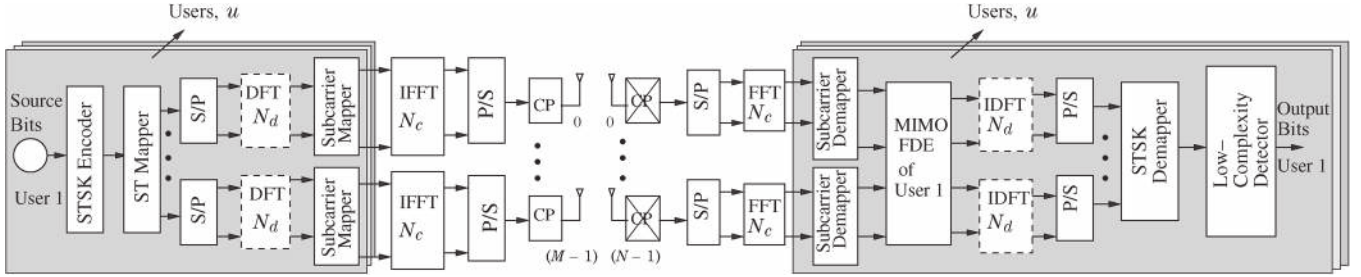 Users, u
Users, u
Source
Bits
User 1
STSK Encoder
ST Mapper
S/P
DFT
N_d
Subcarrier
Mapper
IFFT
N_c
P/S
CP
0
0
CP
S/P
FFT
N_c
Subcarrier
Demapper
MIMO
FDE
of
User 1
IDFT
N_d
P/S
STSK
Demapper
Low-
Complexity
Detector
Output
Bits
User 1
S/P
DFT
N_d
Subcarrier
Mapper
IFFT
N_c
P/S
CP
(M − 1)
(N − 1)
CP
S/P
FFT
N_c
Subcarrier
Demapper
IDFT
N_d
P/S